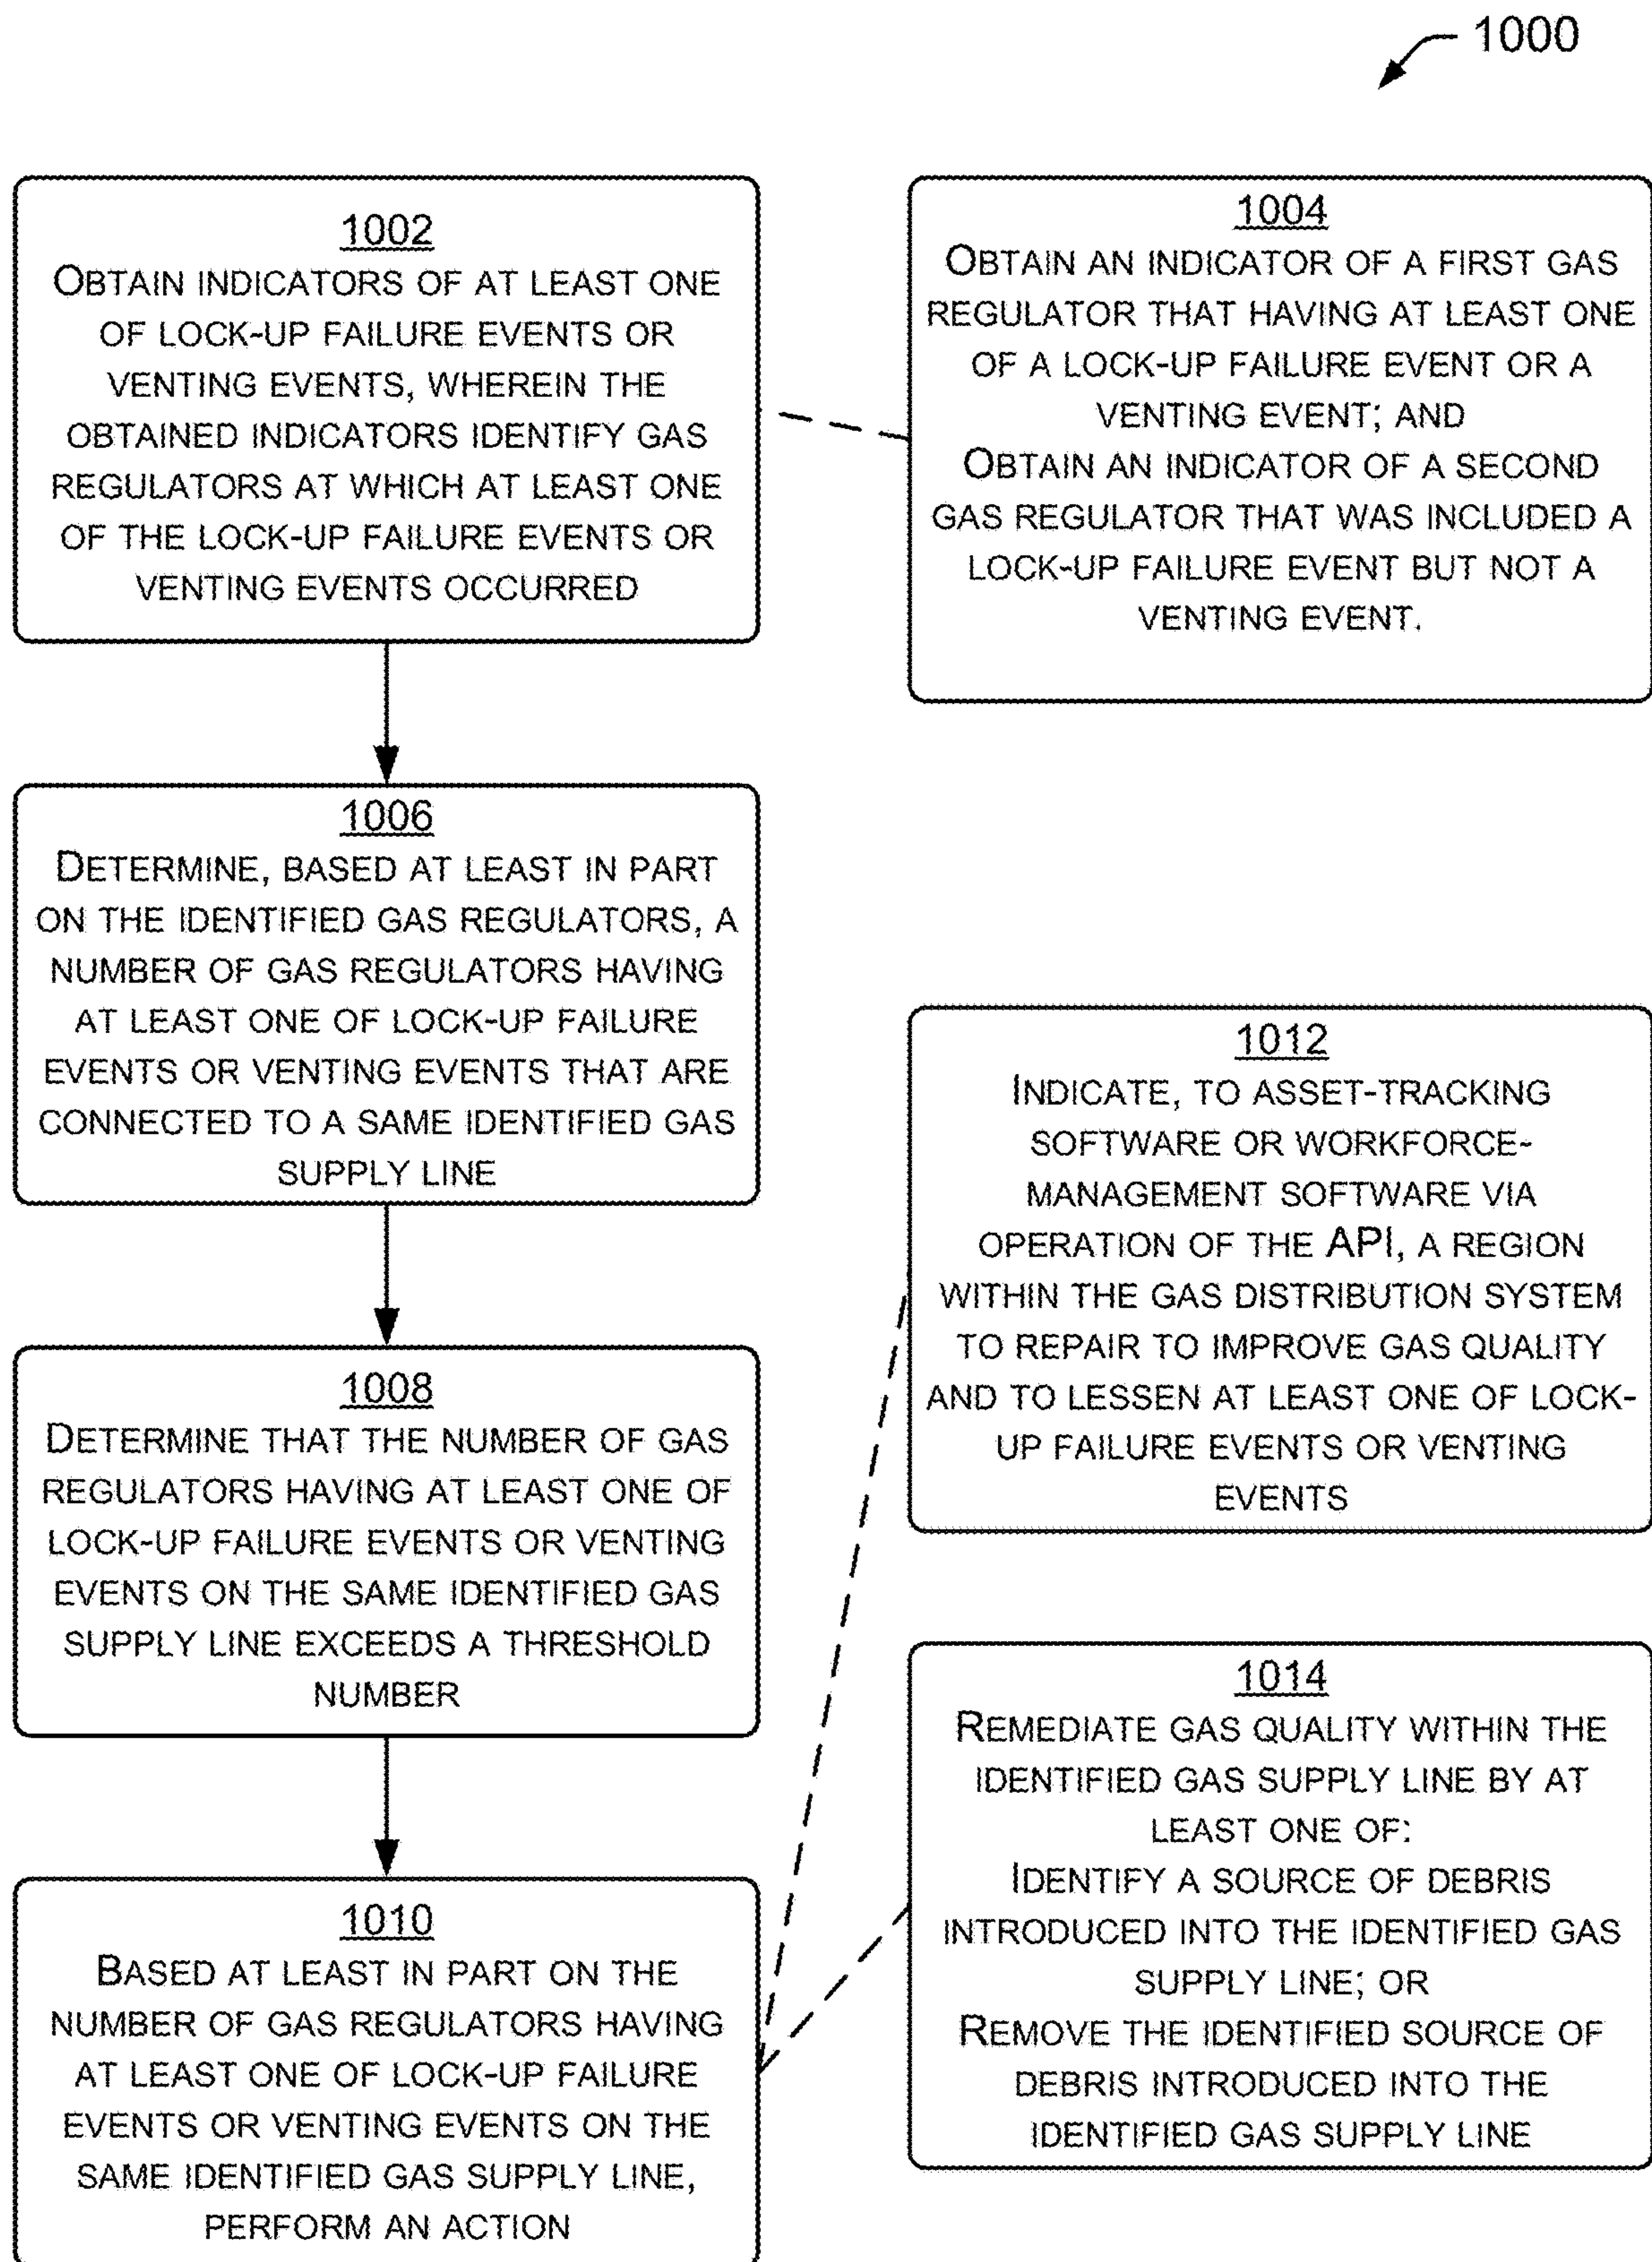 1000
1002
OBTAIN INDICATORS OF AT LEAST ONE
OF LOCK-UP FAILURE EVENTS OR
VENTING EVENTS, WHEREIN THE
OBTAINED INDICATORS IDENTIFY GAS
REGULATORS AT WHICH AT LEAST ONE
OF THE LOCK-UP FAILURE EVENTS OR
VENTING EVENTS OCCURRED
1004
OBTAIN AN INDICATOR OF A FIRST GAS
REGULATOR THAT HAVING AT LEAST ONE
OF A LOCK-UP FAILURE EVENT OR A
VENTING EVENT; AND
OBTAIN AN INDICATOR OF A SECOND
GAS REGULATOR THAT WAS INCLUDED A
LOCK-UP FAILURE EVENT BUT NOT A
VENTING EVENT.
1006
DETERMINE, BASED AT LEAST IN PART
ON THE IDENTIFIED GAS REGULATORS, A
NUMBER OF GAS REGULATORS HAVING
AT LEAST ONE OF LOCK-UP FAILURE
EVENTS OR VENTING EVENTS THAT ARE
CONNECTED TO A SAME IDENTIFIED GAS
SUPPLY LINE
1008
DETERMINE THAT THE NUMBER OF GAS
REGULATORS HAVING AT LEAST ONE OF
LOCK-UP FAILURE EVENTS OR VENTING
EVENTS ON THE SAME IDENTIFIED GAS
SUPPLY LINE EXCEEDS A THRESHOLD
NUMBER
1010
BASED AT LEAST IN PART ON THE
NUMBER OF GAS REGULATORS HAVING
AT LEAST ONE OF LOCK-UP FAILURE
EVENTS OR VENTING EVENTS ON THE
SAME IDENTIFIED GAS SUPPLY LINE,
PERFORM AN ACTION
1012
INDICATE, TO ASSET-TRACKING
SOFTWARE OR WORKFORCE-
MANAGEMENT SOFTWARE VIA
OPERATION OF THE API, A REGION
WITHIN THE GAS DISTRIBUTION SYSTEM
TO REPAIR TO IMPROVE GAS QUALITY
AND TO LESSEN AT LEAST ONE OF LOCK-
UP FAILURE EVENTS OR VENTING
EVENTS
1014
REMEDIATE GAS QUALITY WITHIN THE
IDENTIFIED GAS SUPPLY LINE BY AT
LEAST ONE OF:
IDENTIFY A SOURCE OF DEBRIS
INTRODUCED INTO THE IDENTIFIED GAS
SUPPLY LINE; OR
REMOVE THE IDENTIFIED SOURCE OF
DEBRIS INTRODUCED INTO THE
IDENTIFIED GAS SUPPLY LINE